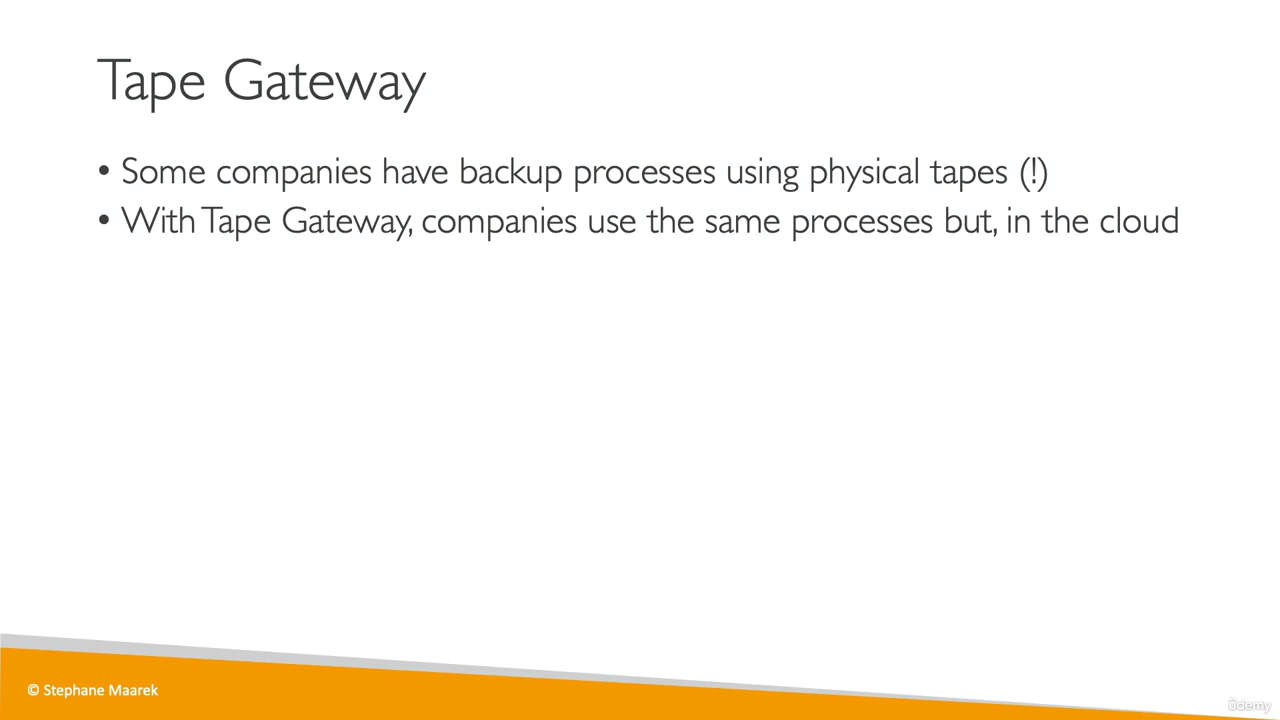 Tape Gateway
• Some companies have backup processes using physical tapes (!)
• With Tape Gateway, companies use the same processes but, in the cloud
© Stephane Maarek
ûdemy